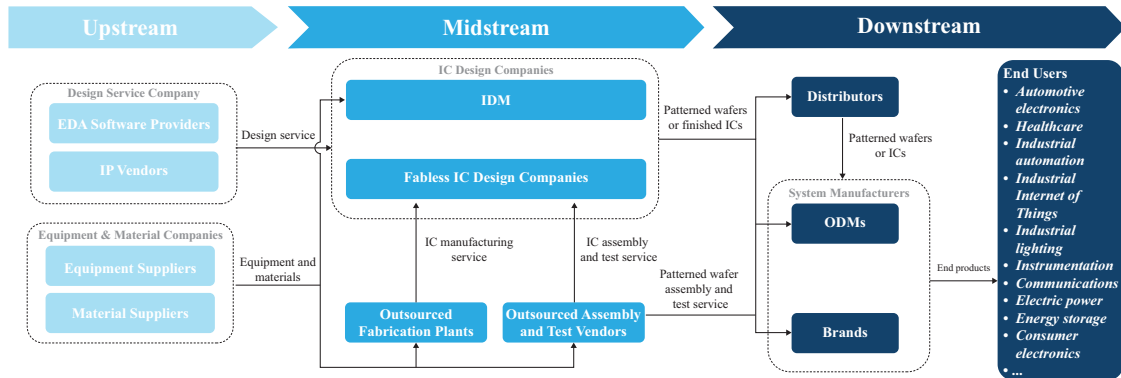 Upstream
Midstream
Downstream
Design Service Company
EDA Software Providers
IP Vendors
Equipment & Material Companies
Equipment Suppliers
Material Suppliers
Design service
Equipment and
materials
IC Design Companies
IDM
Fabless IC Design Companies
IC manufacturing
service
IC assembly
and test service
Outsourced
Fabrication Plants
Outsourced Assembly
and Test Vendors
Patterned wafers
or finished ICs
Patterned wafer
assembly and
test service
Distributors
Patterned wafers
or ICs
System Manufacturers
ODMs
Brands
End products
End Users
• Automotive
electronics
• Healthcare
• Industrial
automation
• Industrial
Internet of
Things
• Industrial
lighting
• Instrumentation
• Communications
• Electric power
• Energy storage
• Consumer
electronics
• ...